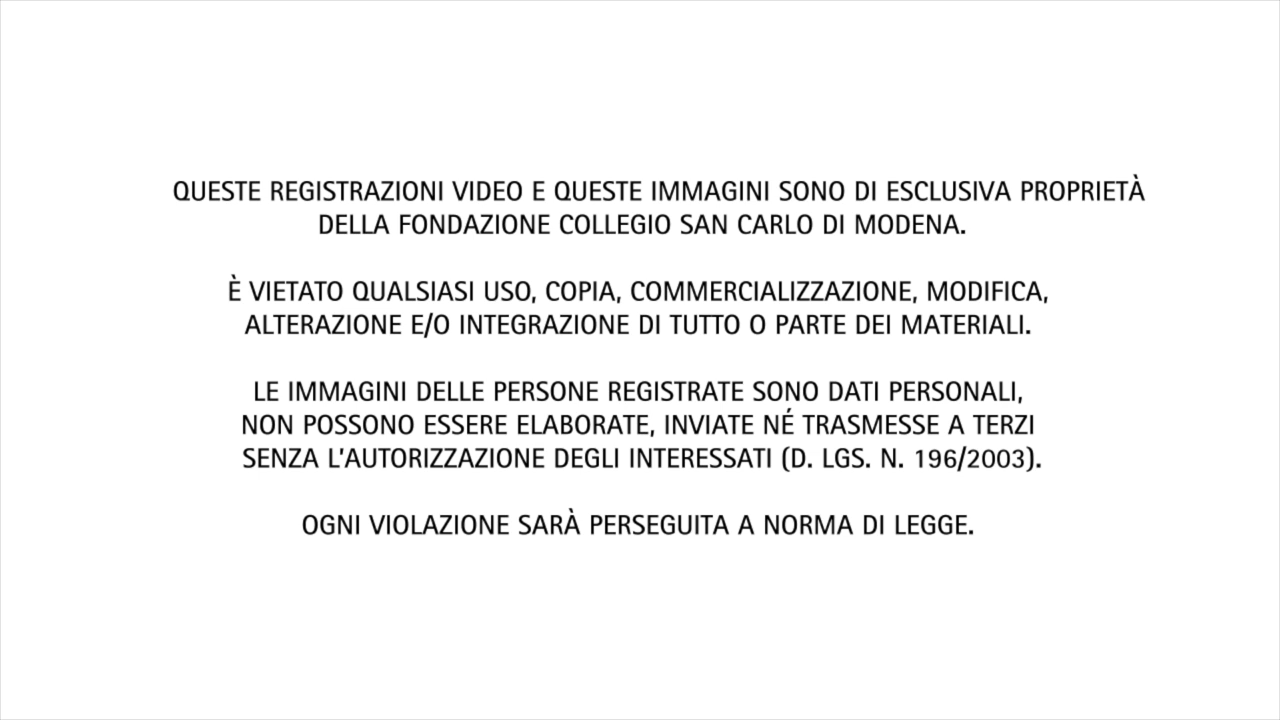 QUESTE REGISTRAZIONI VIDEO E QUESTE IMMAGINI SONO DI ESCLUSIVA PROPRIETÀ
DELLA FONDAZIONE COLLEGIO SAN CARLO DI MODENA.
È VIETATO QUALSIASI USO, COPIA, COMMERCIALIZZAZIONE, MODIFICA,
ALTERAZIONE E/O INTEGRAZIONE DI TUTTO O PARTE DEI MATERIALI.
LE IMMAGINI DELLE PERSONE REGISTRATE SONO DATI PERSONALI,
NON POSSONO ESSERE ELABORATE, INVIATE NÉ TRASMESSE A TERZI
SENZA L'AUTORIZZAZIONE DEGLI INTERESSATI (D. LGS. N. 196/2003).
OGNI VIOLAZIONE SARÀ PERSEGUITA A NORMA DI LEGGE.